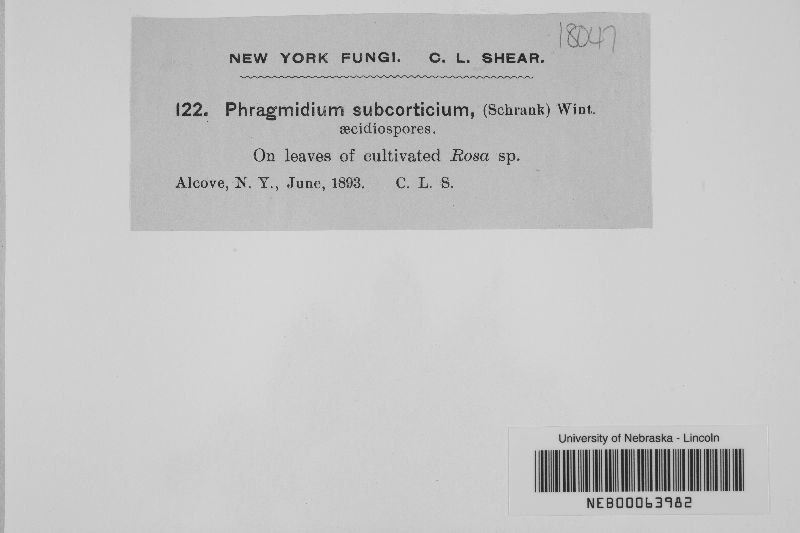 18047
NEW YORK FUNGI. C. L. SHEAR.
122. Phragmidium subcorticium, (Schrank) Wint.
æcidiospores.
On leaves of cultivated Rosa sp.
Alcove, N. Y., June, 1893. C. L. S.
University of Nebraska - Lincoln
NEB00063982